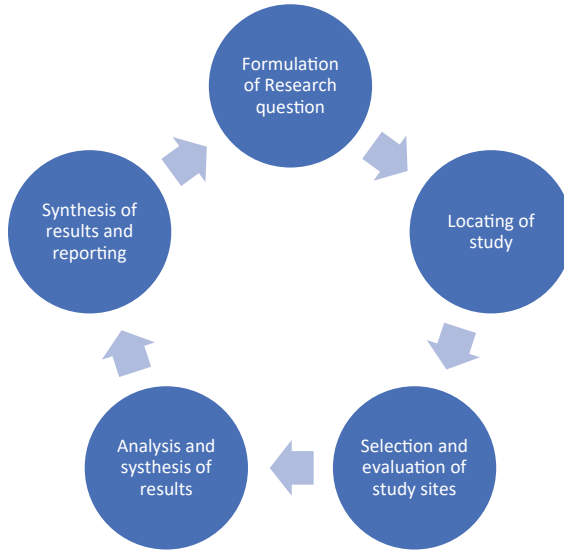 Formulation
of Research
question
Locating of
study
Selection and
evaluation of
study sites
Analysis and
systhesis of
results
Synthesis of
results and
reporting